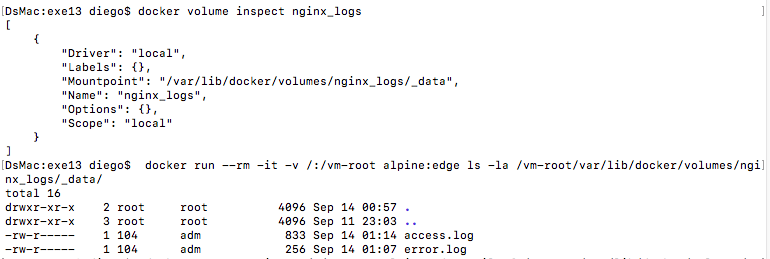 [DsMac:exe13 diego$ docker volume inspect nginx_logs ]
[
    {
        "Driver": "local",
        "Labels": {},
        "Mountpoint": "/var/lib/docker/volumes/nginx_logs/_data",
        "Name": "nginx_logs",
        "Options": {},
        "Scope": "local"
    }
]
[DsMac:exe13 diego$  docker run --rm -it -v /:/vm-root alpine:edge ls -la /vm-root/var/lib/docker/volumes/ngi]
nx_logs/_data/
total 16
drwxr-xr-x    2 root     root          4096 Sep 14 00:57 .
drwxr-xr-x    3 root     root          4096 Sep 11 23:03 ..
-rw-r-----    1 104      adm            833 Sep 14 01:14 access.log
-rw-r-----    1 104      adm            256 Sep 14 01:07 error.log